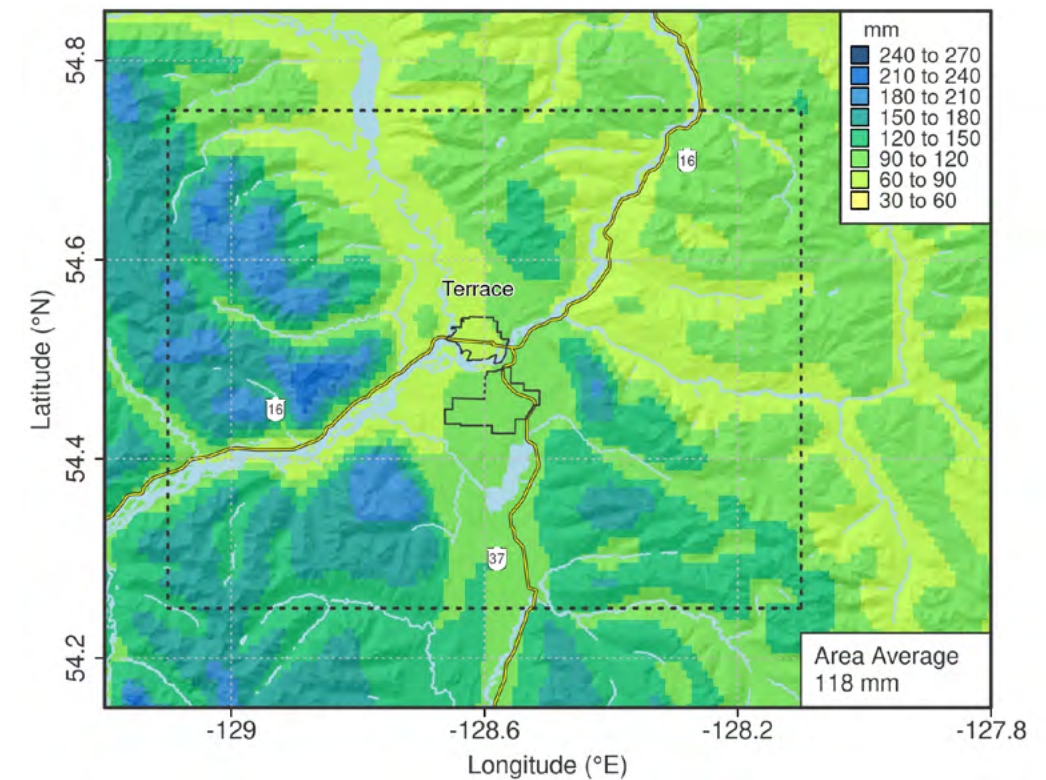 mm
240 to 270
210 to 240
180 to 210
150 to 180
120 to 150
90 to 120
60 to 90
30 to 60
54.8
16
54.6
Terrace
Latitude (°N)
16
54.4
37
54.2
Area Average
118 mm
-129
-128.6
-128.2
-127.8
Longitude (°E)